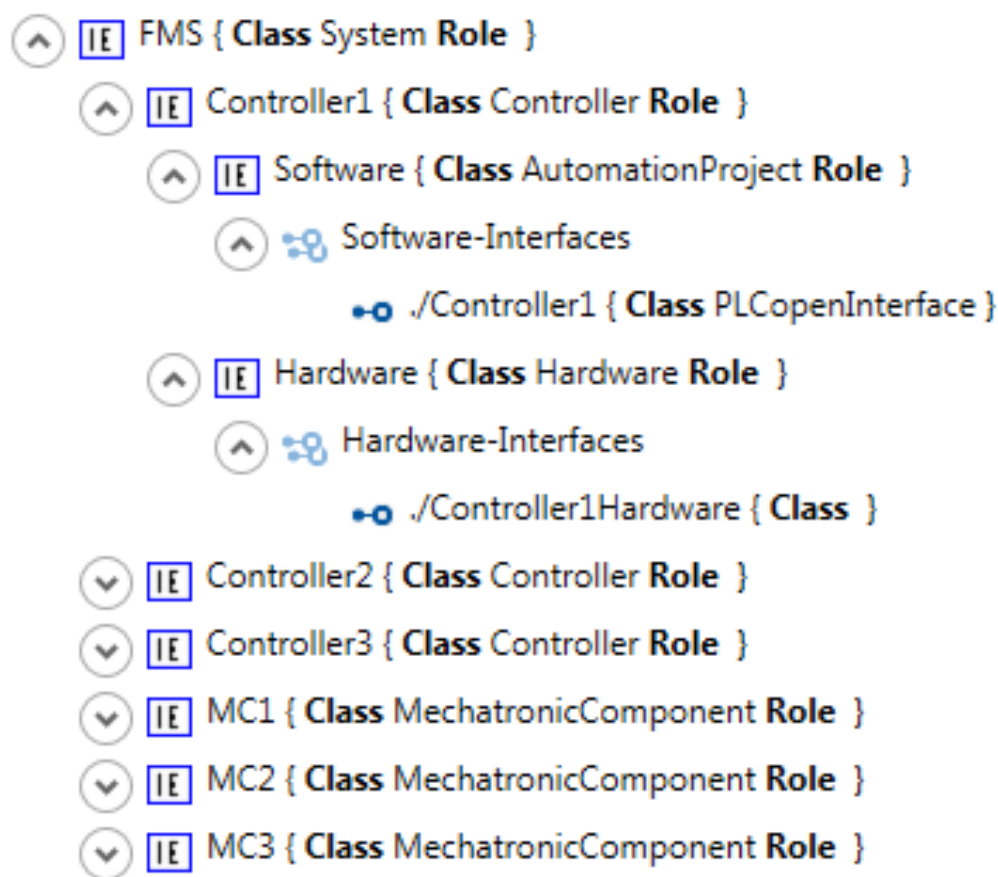 IE FMS { Class System Role }
IE Controller1 { Class Controller Role }
IE Software { Class AutomationProject Role }
Software-Interfaces
./Controller1 { Class PLCopenInterface }
IE Hardware { Class Hardware Role }
Hardware-Interfaces
./Controller1Hardware { Class }
IE Controller2 { Class Controller Role }
IE Controller3 { Class Controller Role }
IE MC1 { Class MechatronicComponent Role }
IE MC2 { Class MechatronicComponent Role }
IE MC3 { Class MechatronicComponent Role }